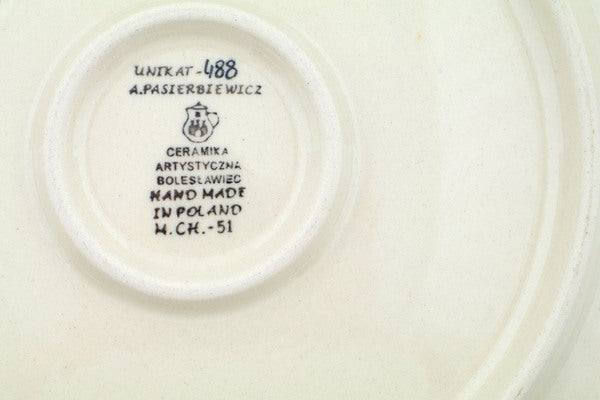 UNIKAT-488
A.PASIERBIEWICZ
CERAMIKA
ARTYSTYCZNA
BOLESŁAWIEC
HAND MADE
IN POLAND
M.CH.-51